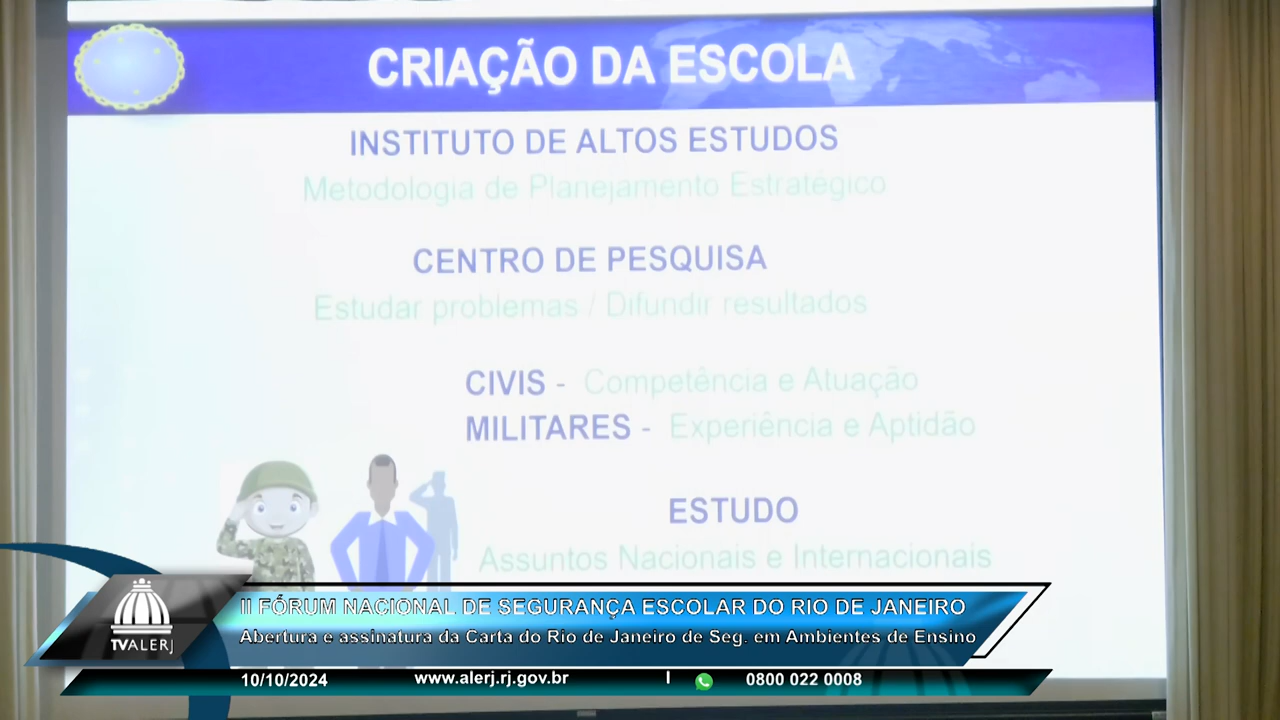 CRIAÇÃO DA ESCOLA
INSTITUTO DE ALTOS ESTUDOS
Metodologia de Planejamento Estratégico
CENTRO DE PESQUISA
Estudar problemas / Difundir resultados
CIVIS - Competência e Atuação
MILITARES - Experiência e Aptidão
ESTUDO
Assuntos Nacionais e Internacionais
II FÓRUM NACIONAL DE SEGURANÇA ESCOLAR DO RIO DE JANEIRO
Abertura e assinatura da Carta do Rio de Janeiro de Seg. em Ambientes de Ensino
TVALERJ
10/10/2024 www.alerj.rj.gov.br | 0800 022 0008